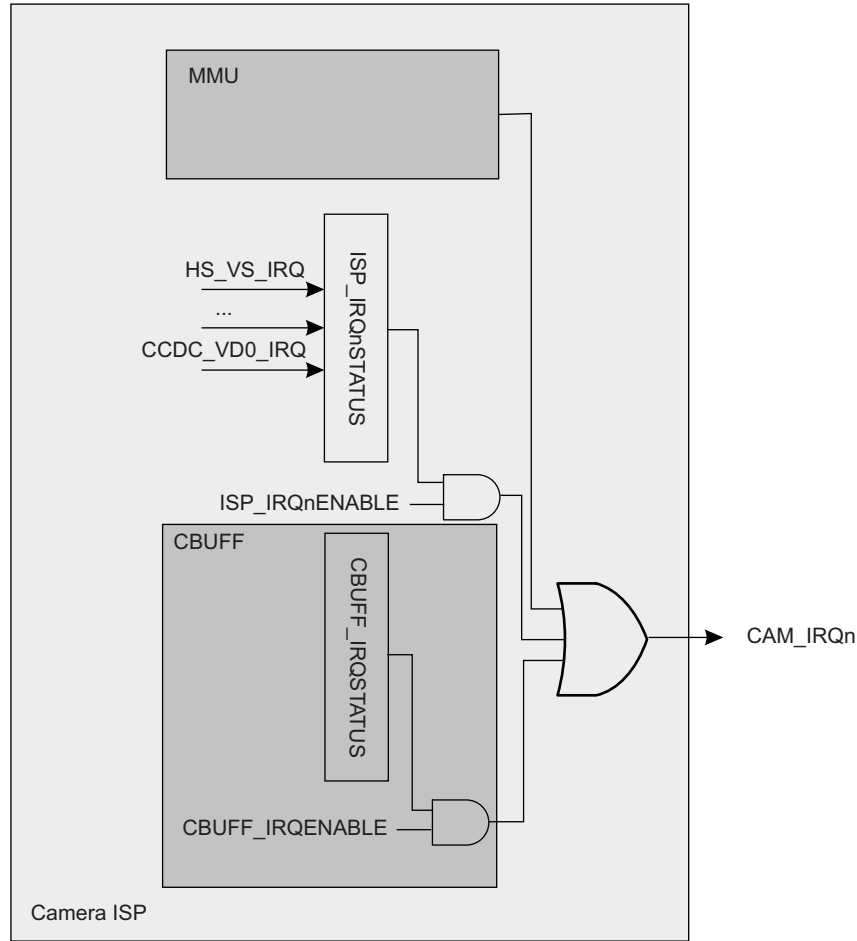 MMU
HS_VS_IRQ
...
CCDC_VD0_IRQ
ISP_IRQnSTATUS
ISP_IRQnENABLE
CBUFF
CBUFF_IRQSTATUS
CAM_IRQn
CBUFF_IRQENABLE
Camera ISP